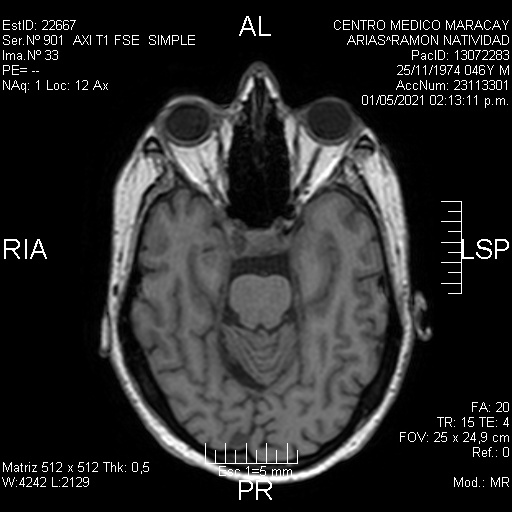 EstID: 22667
Ser.Nº 901 AXI T1 FSE SIMPLE
Ima.Nº 33
PE= --
NAq: 1 Loc: 12 Ax
AL
CENTRO MEDICO MARACAY
ARIAS^RAMON NATIVIDAD
PacID: 13072283
25/11/1974 046Y M
AccNum: 23113301
01/05/2021 02:13:11 p.m.
RIA
LSP
FA: 20
TR: 15 TE: 4
FOV: 25 x 24,9 cm
Ref.: 0
Matriz 512 x 512 Thk: 0,5
W:4242 L:2129
Esc 1=5 mm
PR
Mod.: MR